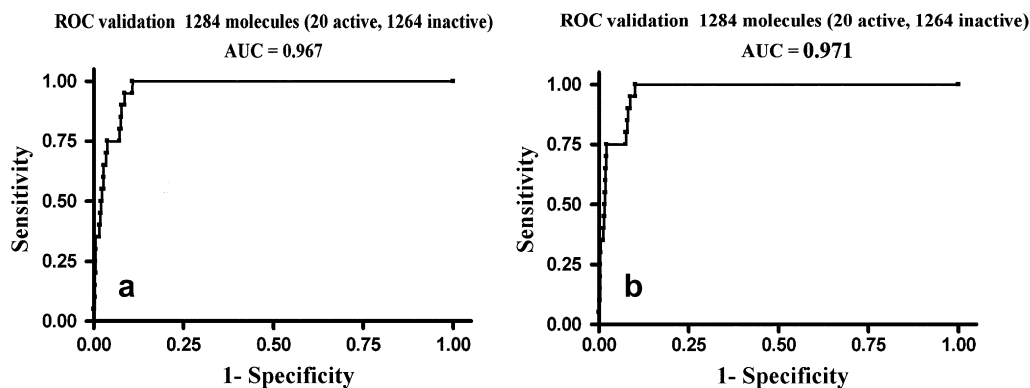 ROC validation 1284 molecules (20 active, 1264 inactive)
AUC = 0.967
1.00
0.75
0.50
0.25
0.00
Sensitivity
a
0.00 0.25 0.50 0.75 1.00
1- Specificity
ROC validation 1284 molecules (20 active, 1264 inactive)
AUC = 0.971
1.00
0.75
0.50
0.25
0.00
Sensitivity
b
0.00 0.25 0.50 0.75 1.00
1- Specificity